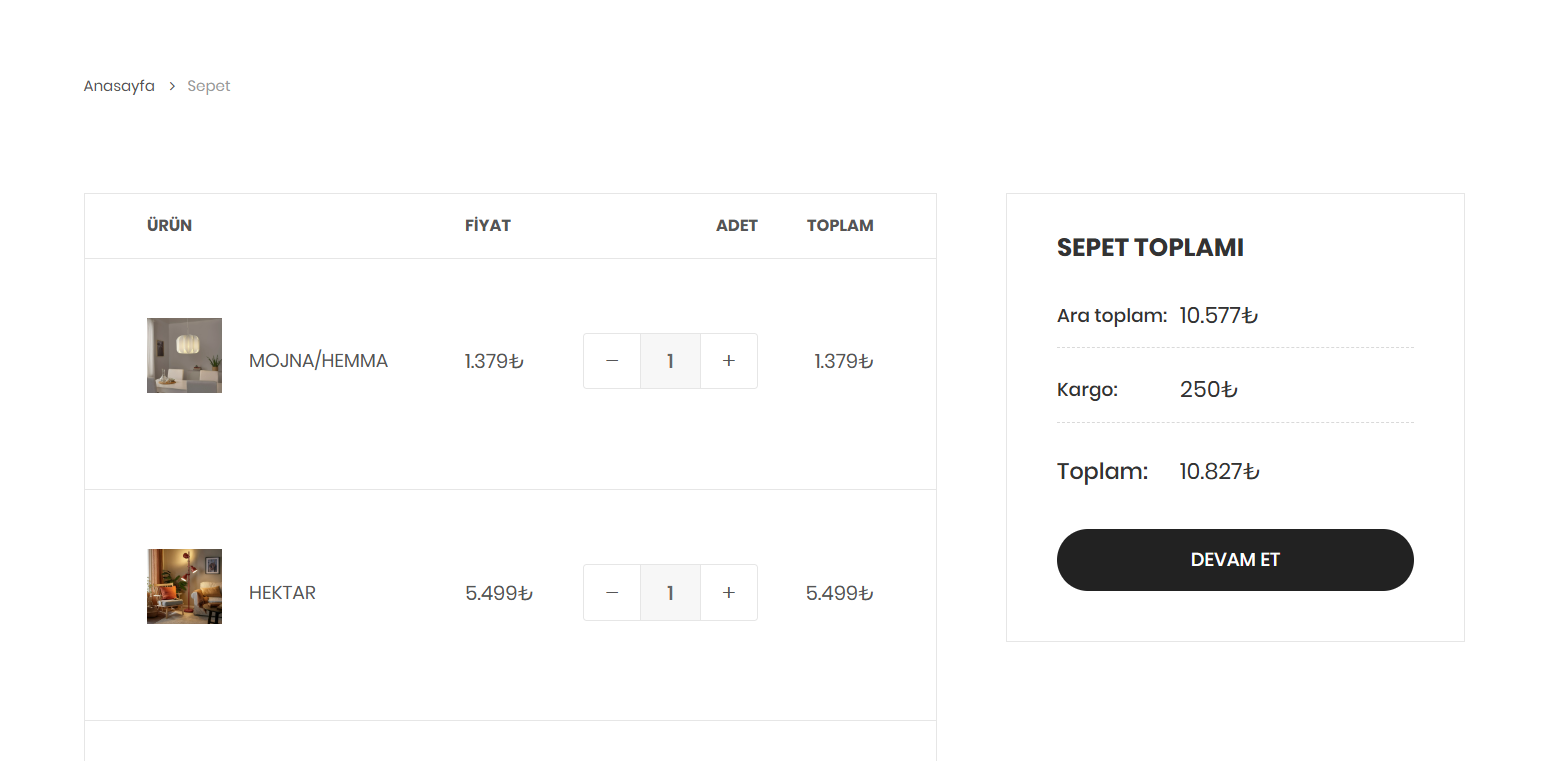 Anasayfa > Sepet
ÜRÜN FİYAT ADET TOPLAM
MOJNA/HEMMA 1.379₺ − 1 + 1.379₺
HEKTAR 5.499₺ − 1 + 5.499₺
SEPET TOPLAMI
Ara toplam: 10.577₺
Kargo: 250₺
Toplam: 10.827₺
DEVAM ET